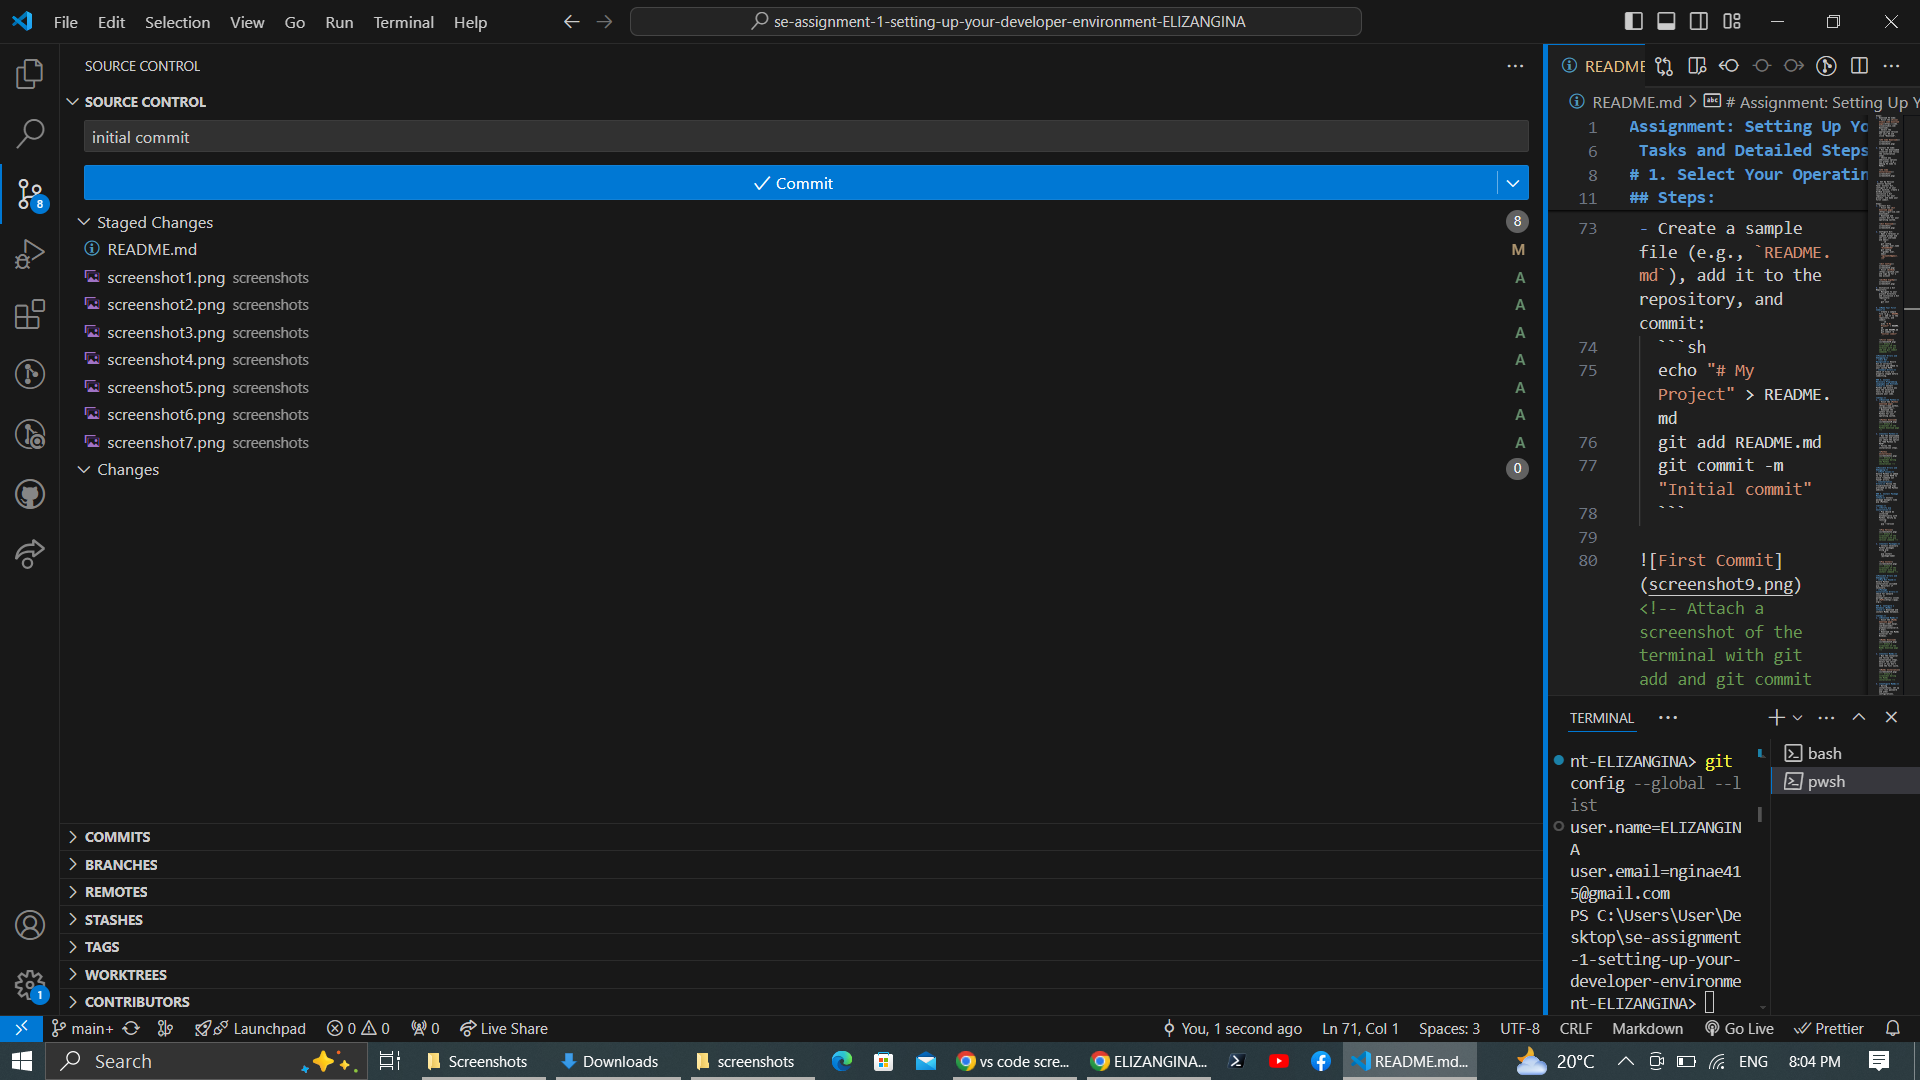 File Edit Selection View Go Run Terminal Help
se-assignment-1-setting-up-your-developer-environment-ELIZANGINA
SOURCE CONTROL
SOURCE CONTROL
initial commit
Commit
Staged Changes 8
README.md M
screenshot1.png screenshots A
screenshot2.png screenshots A
screenshot3.png screenshots A
screenshot4.png screenshots A
screenshot5.png screenshots A
screenshot6.png screenshots A
screenshot7.png screenshots A
Changes 0
COMMITS
BRANCHES
REMOTES
STASHES
TAGS
WORKTREES
CONTRIBUTORS
8
1
README
README.md > # Assignment: Setting Up Y
1 Assignment: Setting Up Yo
6 Tasks and Detailed Steps
8 # 1. Select Your Operatin
11 ## Steps:
73 - Create a sample
file (e.g., `README.
md`), add it to the
repository, and
commit:
74 ```sh
75 echo "# My
Project" > README.
md
76 git add README.md
77 git commit -m
"Initial commit"
78 ```
79
80 ![First Commit]
(screenshot9.png)
<!-- Attach a
screenshot of the
terminal with git
add and git commit
TERMINAL
bash
pwsh
nt-ELIZANGINA> git
config --global --l
ist
user.name=ELIZANGIN
A
user.email=nginae41
5@gmail.com
PS C:\Users\User\De
sktop\se-assignment
-1-setting-up-your-
developer-environme
nt-ELIZANGINA>
main+ Launchpad 0 0 0 Live Share You, 1 second ago Ln 71, Col 1 Spaces: 3 UTF-8 CRLF Markdown Go Live Prettier
Search Screenshots Downloads screenshots vs code scre... ELIZANGINA... README.md... 20°C ENG 8:04 PM